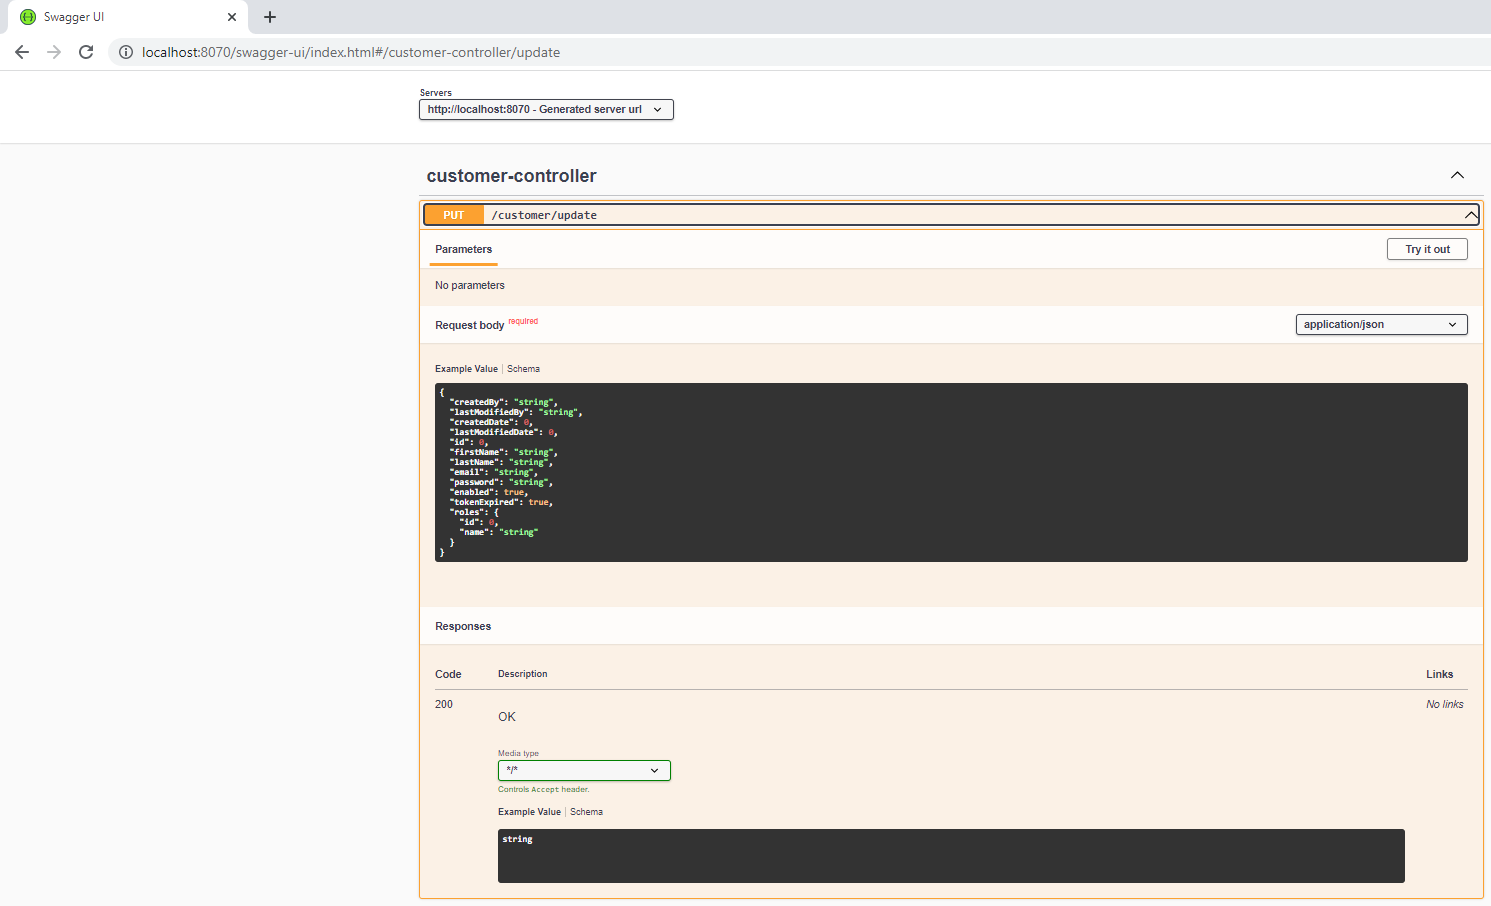 Swagger UI
localhost:8070/swagger-ui/index.html#/customer-controller/update
Servers
http://localhost:8070 - Generated server url
customer-controller
PUT /customer/update
Parameters Try it out
No parameters
Request body required application/json
Example Value | Schema
{
  "createdBy": "string",
  "lastModifiedBy": "string",
  "createdDate": 0,
  "lastModifiedDate": 0,
  "id": 0,
  "firstName": "string",
  "lastName": "string",
  "email": "string",
  "password": "string",
  "enabled": true,
  "tokenExpired": true,
  "roles": {
    "id": 0,
    "name": "string"
  }
}
Responses
Code Description Links
200 No links
OK
Media type
*/*
Controls Accept header.
Example Value | Schema
string